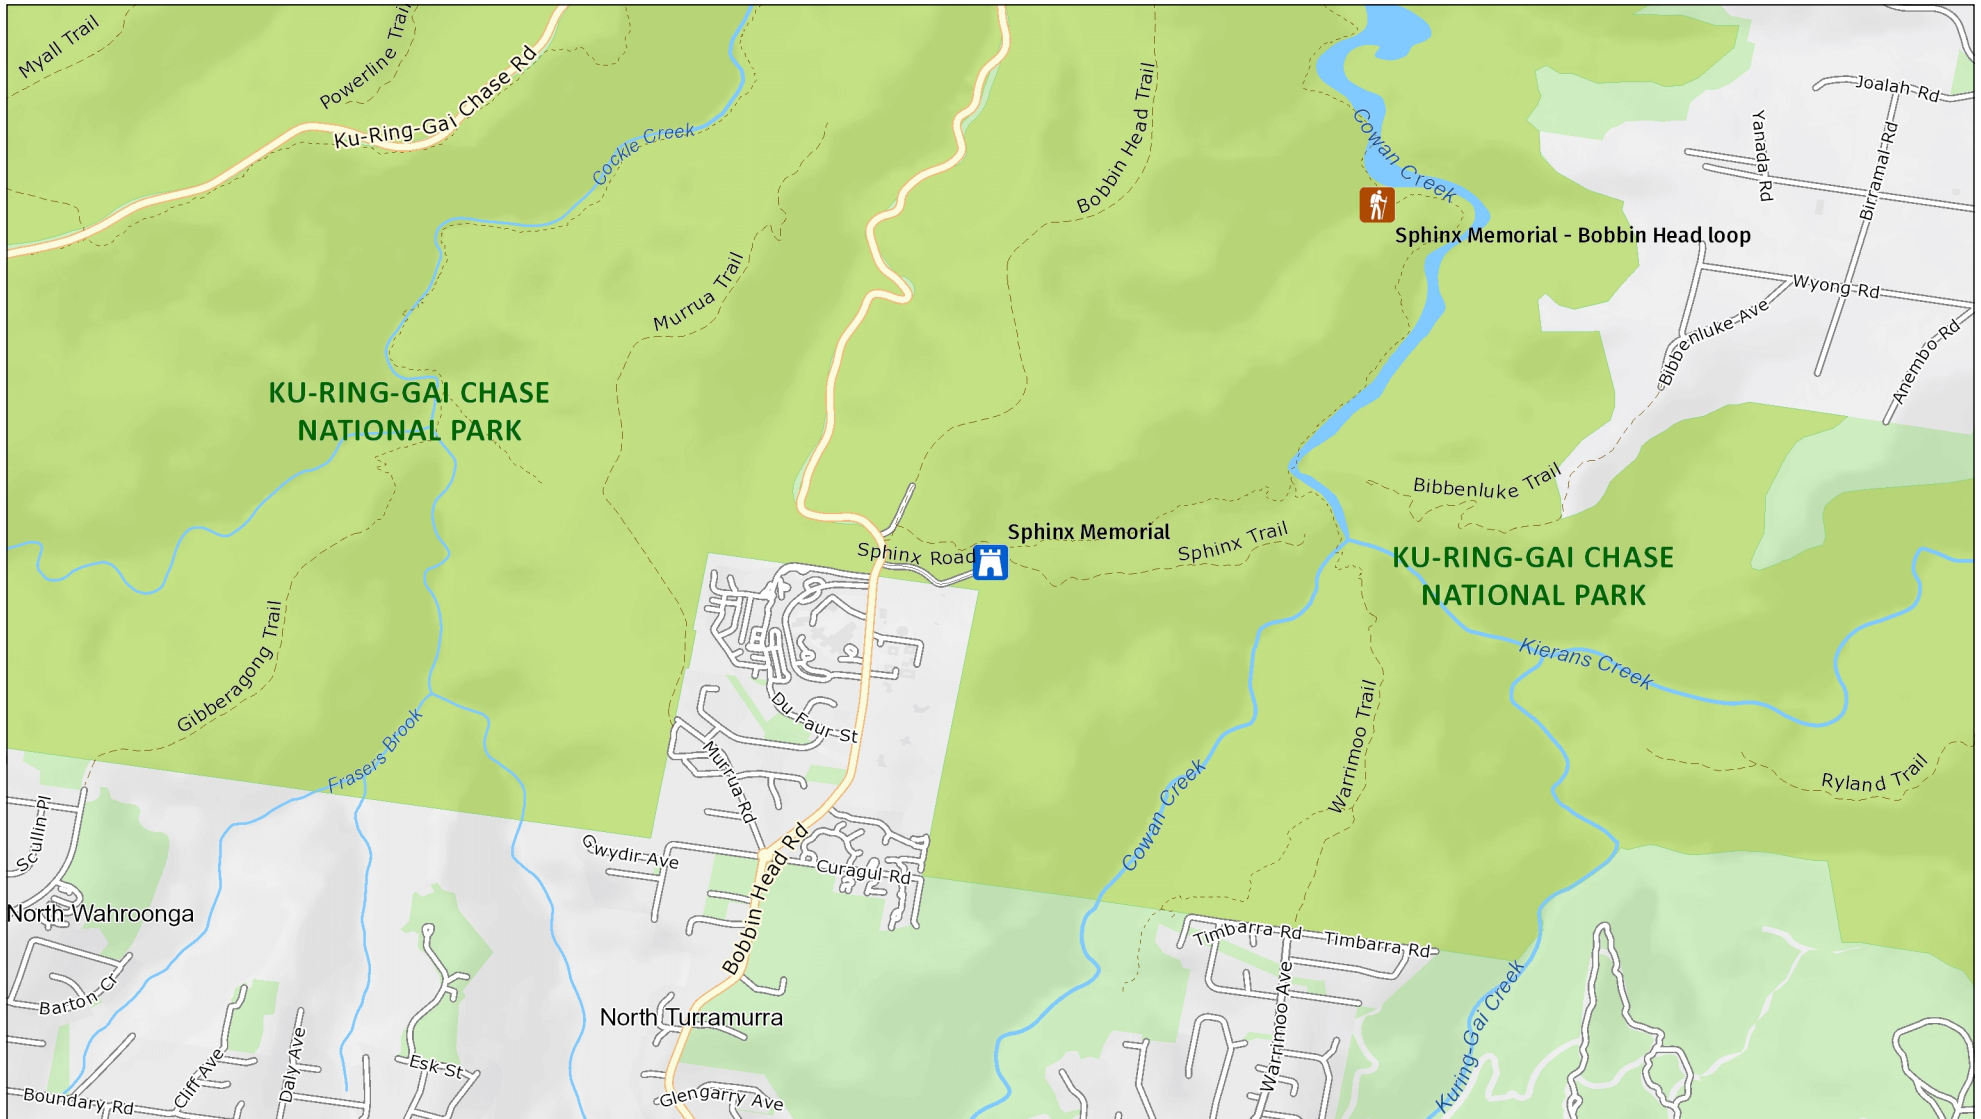 Myall Trail
Powerline Trail
Ku-Ring-Gai Chase Rd
Cockle Creek
Bobbin Head Trail
Cowan Creek
Joalah Rd
Yanada Rd
Birramal Rd
Sphinx Memorial - Bobbin Head loop
Murrua Trail
Wyong Rd
Bibbenluke Ave
Anembo Rd
KU-RING-GAI CHASE
NATIONAL PARK
Bibbenluke Trail
Sphinx Memorial
Sphinx Road
Sphinx Trail
KU-RING-GAI CHASE
NATIONAL PARK
Gibberagong Trail
Kierans Creek
Du Faur St
Warrimoo Trail
Frasers Brook
Murrua Rd
Cowan Creek
Ryland Trail
Scullin Pl
Gwydir Ave
Curagul Rd
Bobbin Head Rd
North Wahroonga
Timbarra Rd
Timbarra Rd
Barton Cr
Warrimoo Ave
Kuring-Gai Creek
North Turramurra
Cliff Ave
Daly Ave
Esk St
Boundary Rd
Glengarry Ave